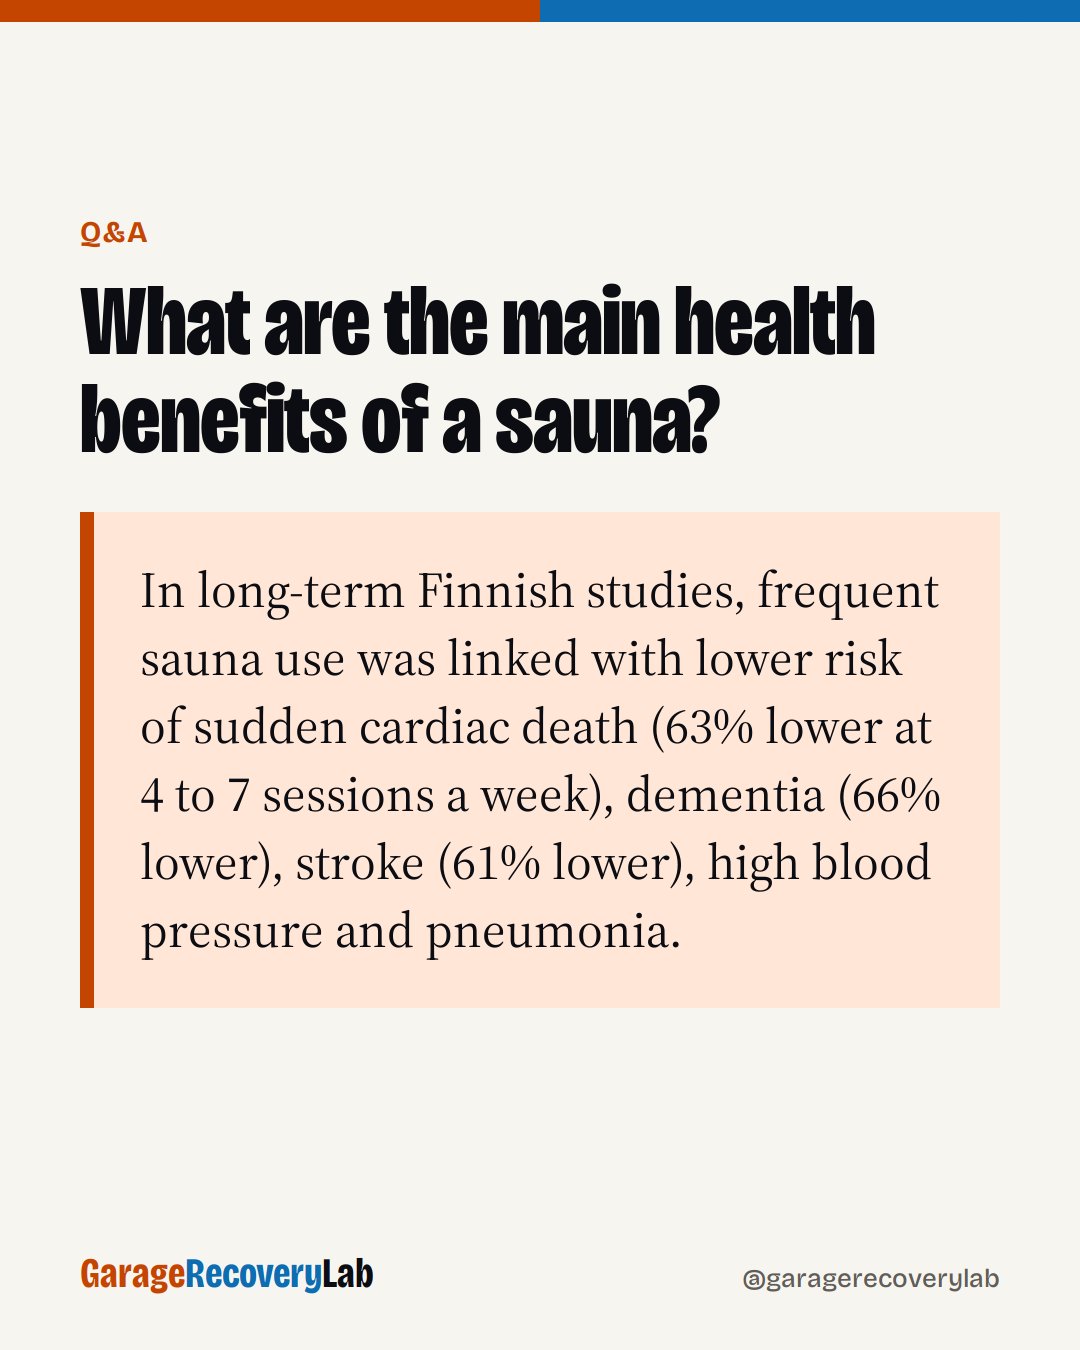 Q&A
What are the main health
benefits of a sauna?
In long-term Finnish studies, frequent
sauna use was linked with lower risk
of sudden cardiac death (63% lower at
4 to 7 sessions a week), dementia (66%
lower), stroke (61% lower), high blood
pressure and pneumonia.
GarageRecoveryLab
@garagerecoverylab